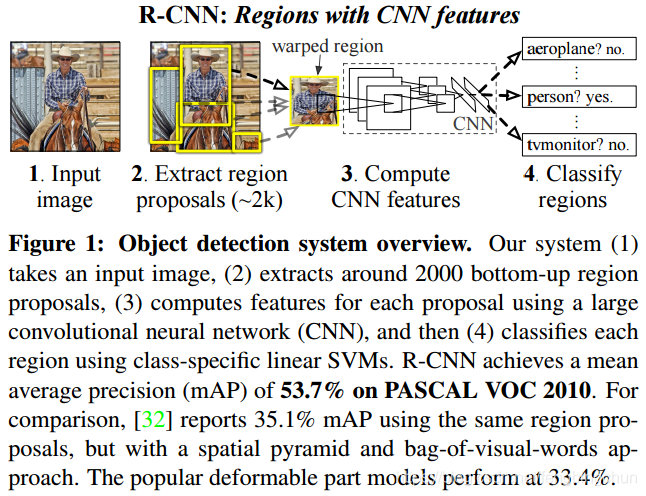 R-CNN: Regions with CNN features
warped region
aeroplane? no.
person? yes.
tvmonitor? no.
CNN
1. Input image
2. Extract region proposals (~2k)
3. Compute CNN features
4. Classify regions
Figure 1: Object detection system overview. Our system (1)
takes an input image, (2) extracts around 2000 bottom-up region
proposals, (3) computes features for each proposal using a large
convolutional neural network (CNN), and then (4) classifies each
region using class-specific linear SVMs. R-CNN achieves a mean
average precision (mAP) of 53.7% on PASCAL VOC 2010. For
comparison, [32] reports 35.1% mAP using the same region pro-
posals, but with a spatial pyramid and bag-of-visual-words ap-
proach. The popular deformable part models perform at 33.4%.